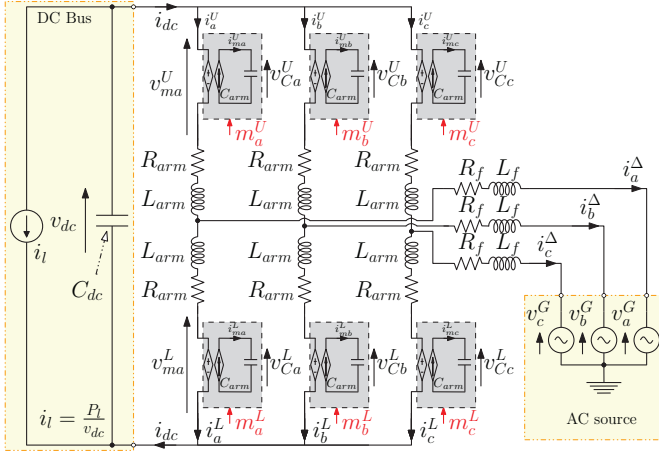 DC Bus
i_dc
i_a^U
i_b^U
i_c^U
v_ma^U
i_ma^U
C_arm
v_Ca^U
i_mb^U
C_arm
v_Cb^U
i_mc^U
C_arm
v_Cc^U
m_a^U
m_b^U
m_c^U
R_arm
R_arm
R_arm
L_arm
L_arm
L_arm
R_f
L_f
i_a^Δ
R_f
L_f
i_b^Δ
R_f
L_f
i_c^Δ
v_dc
i_l
C_dc
L_arm
L_arm
L_arm
R_arm
R_arm
R_arm
v_c^G
v_b^G
v_a^G
AC source
v_ma^L
i_ma^L
C_arm
v_Ca^L
i_mb^L
C_arm
v_Cb^L
i_mc^L
C_arm
v_Cc^L
m_a^L
m_b^L
m_c^L
i_l = P_l / v_dc
i_dc
i_a^L
i_b^L
i_c^L